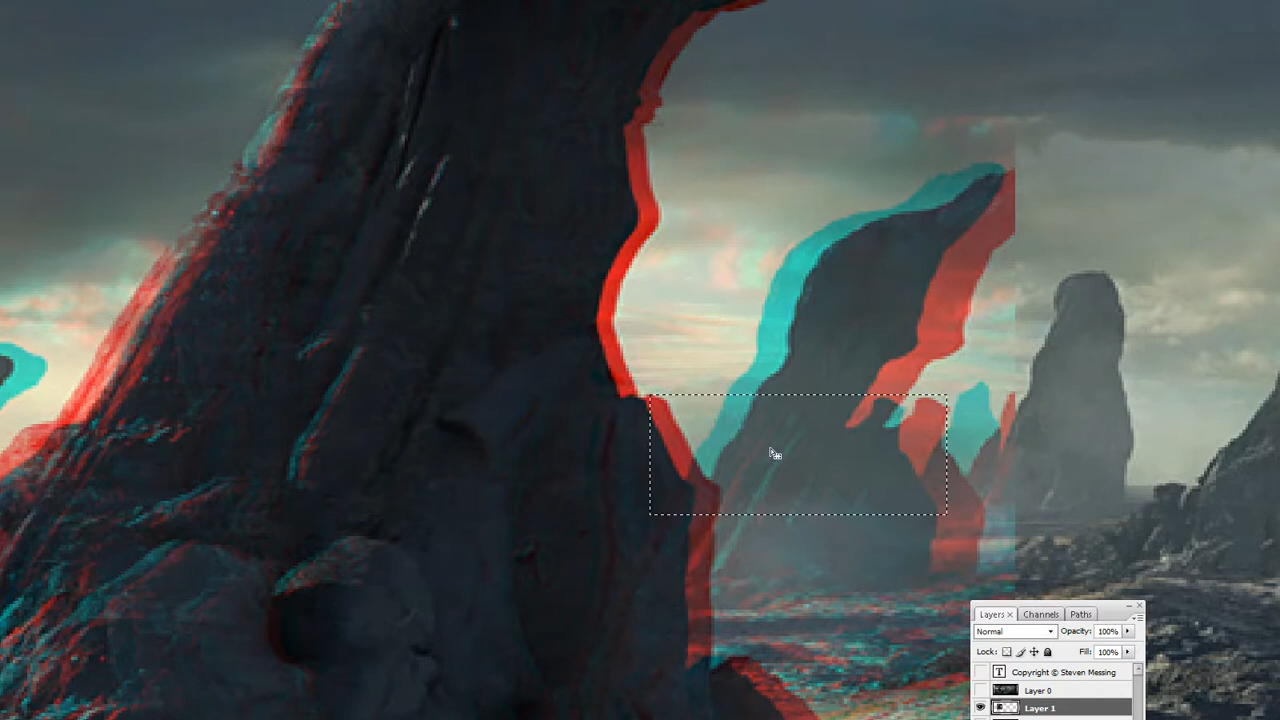 Layers Channels Paths
Normal Opacity: 100%
Lock: Fill: 100%
T Copyright © Steven Messing
Layer 0
Layer 1